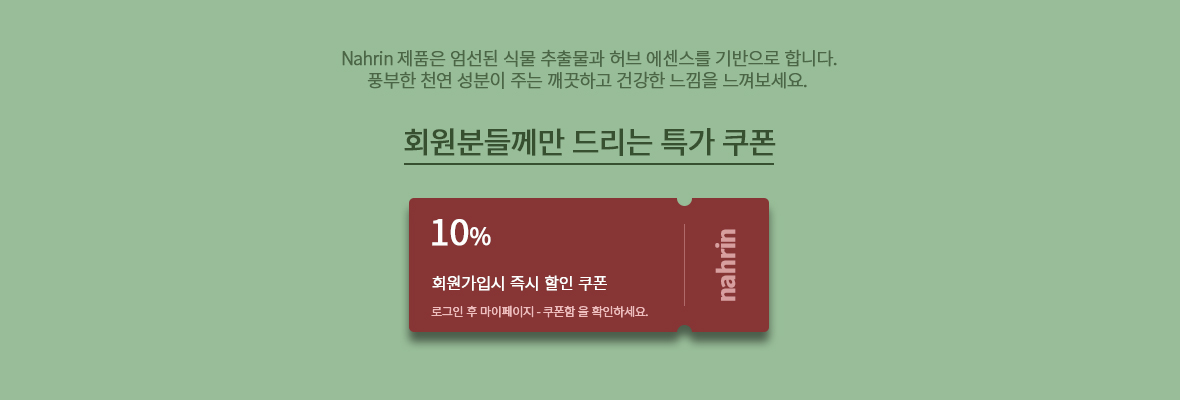 Nahrin 제품은 엄선된 식물 추출물과 허브 에센스를 기반으로 합니다.
풍부한 천연 성분이 주는 깨끗하고 건강한 느낌을 느껴보세요.
회원분들께만 드리는 특가 쿠폰
10%
회원가입시 즉시 할인 쿠폰
로그인 후 마이페이지 - 쿠폰함 을 확인하세요.
nahrin